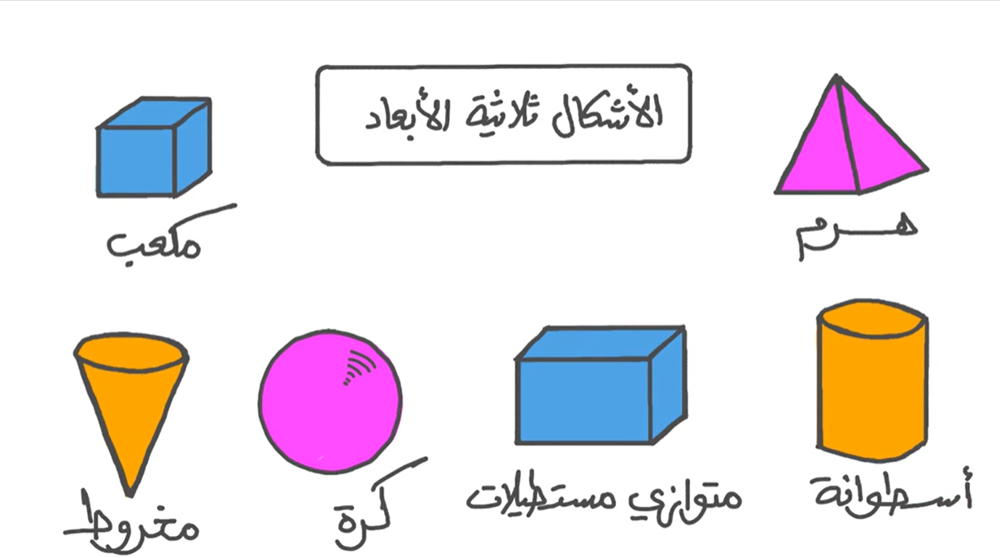 الأشكال ثلاثية الأبعاد
هرم
مكعب
أسطوانة
متوازي مستطيلات
كرة
مخروط